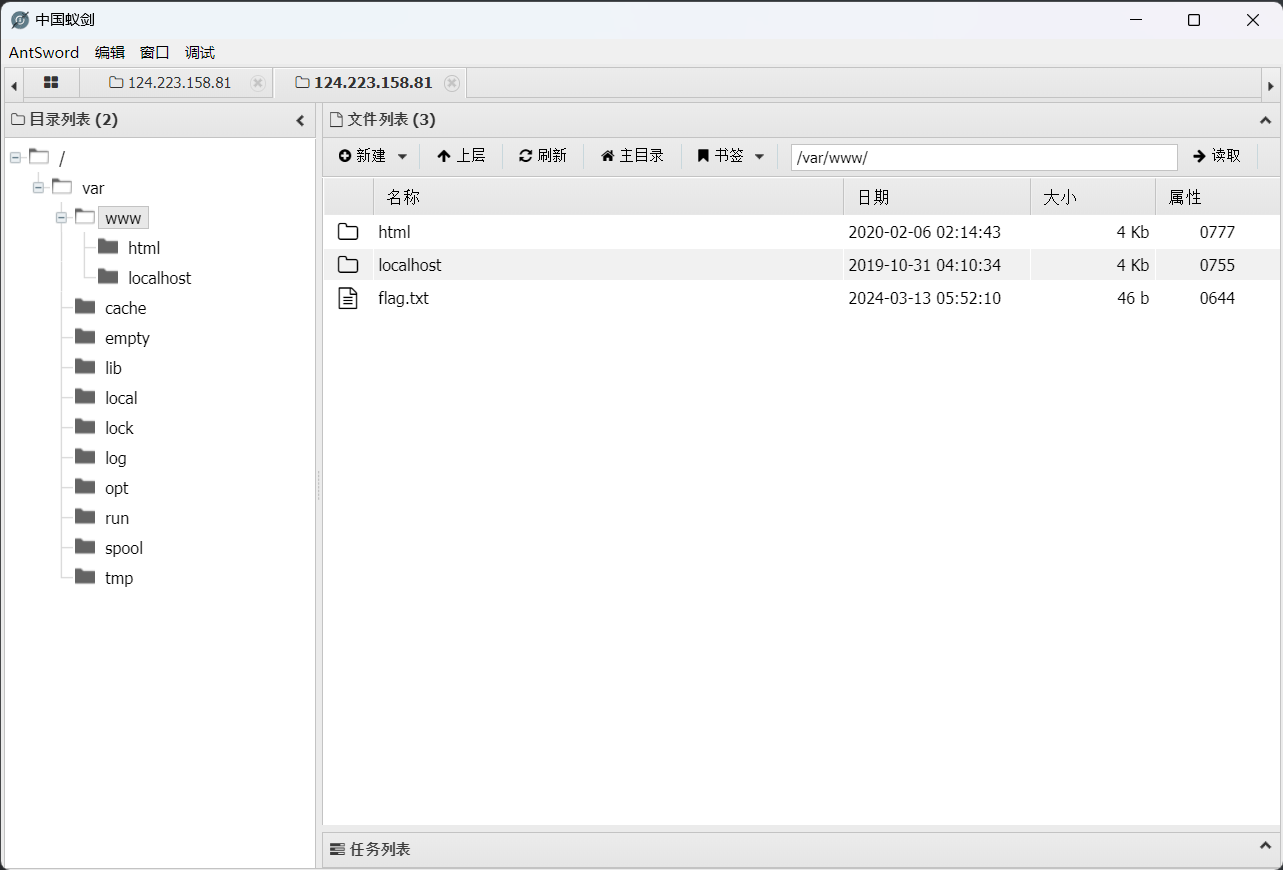 中国蚁剑
AntSword 编辑 窗口 调试
124.223.158.81 124.223.158.81
目录列表 (2)
/
var
www
html
localhost
cache
empty
lib
local
lock
log
opt
run
spool
tmp
文件列表 (3)
新建 上层 刷新 主目录 书签 /var/www/ 读取
名称 日期 大小 属性
html 2020-02-06 02:14:43 4 Kb 0777
localhost 2019-10-31 04:10:34 4 Kb 0755
flag.txt 2024-03-13 05:52:10 46 b 0644
任务列表